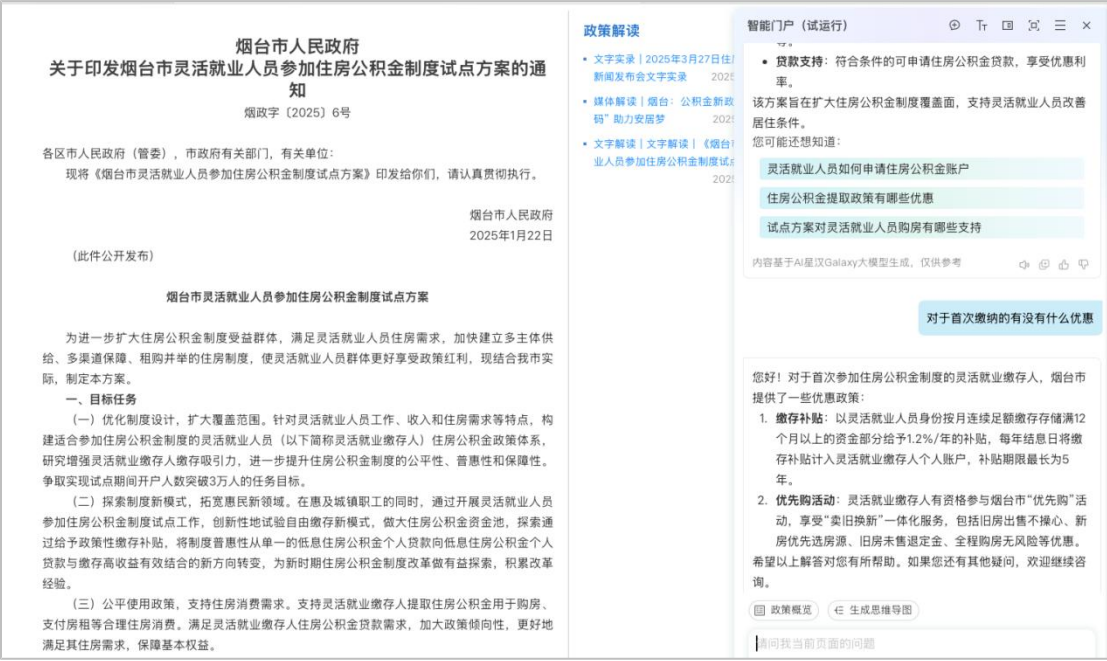 烟台市人民政府
关于印发烟台市灵活就业人员参加住房公积金制度试点方案的通
知
烟政字〔2025〕6号
各区市人民政府(管委),市政府有关部门,有关单位:
现将《烟台市灵活就业人员参加住房公积金制度试点方案》印发给你们,请认真贯彻执行。
烟台市人民政府
2025年1月22日
(此件公开发布)
烟台市灵活就业人员参加住房公积金制度试点方案
为进一步扩大住房公积金制度受益群体,满足灵活就业人员住房需求,加快建立多主体供
给、多渠道保障、租购并举的住房制度,使灵活就业人员群体更好享受政策红利,现结合我市实
际,制定本方案。
一、目标任务
(一)优化制度设计,扩大覆盖范围。针对灵活就业人员工作、收入和住房需求等特点,构
建适合参加住房公积金制度的灵活就业人员(以下简称灵活就业缴存人)住房公积金政策体系,
研究增强灵活就业缴存人缴存吸引力,进一步提升住房公积金制度的公平性、普惠性和保障性。
争取实现试点期间开户人数突破3万人的任务目标。
(二)探索制度新模式,拓宽惠民新领域。在惠及城镇职工的同时,通过开展灵活就业人员
参加住房公积金制度试点工作,创新性地试验自由缴存新模式,做大住房公积金资金池,探索通
过给予政策性缴存补贴,将制度普惠性从单一的低息住房公积金个人贷款向低息住房公积金个人
贷款与缴存高收益有效结合的新方向转变,为新时期住房公积金制度改革做有益探索,积累改革
经验。
(三)公平使用政策,支持住房消费需求。支持灵活就业缴存人提取住房公积金用于购房、
支付房租等合理住房消费。满足灵活就业缴存人住房公积金贷款需求,加大政策倾向性,更好地
满足其住房需求,保障基本权益。
政策解读
文字实录|2025年3月27日住
新闻发布会文字实录 202
媒体解读|烟台:公积金新政
码”助力安居梦 202
文字解读|文字解读|《烟台
业人员参加住房公积金制度试
202
智能门户(试运行)
等。
• 贷款支持:符合条件的可申请住房公积金贷款,享受优惠利
率。
该方案旨在扩大住房公积金制度覆盖面,支持灵活就业人员改善
居住条件。
您可能还想知道:
灵活就业人员如何申请住房公积金账户
住房公积金提取政策有哪些优惠
试点方案对灵活就业人员购房有哪些支持
内容基于AI星汉Galaxy大模型生成,仅供参考
对于首次缴纳的有没有什么优惠
您好!对于首次参加住房公积金制度的灵活就业缴存人,烟台市
提供了一些优惠政策:
1. 缴存补贴:以灵活就业人员身份按月连续足额缴存存储满12
个月以上的资金部分给予1.2%/年的补贴,每年结息日将缴
存补贴计入灵活就业缴存人个人账户,补贴期限最长为5
年。
2. 优先购活动:灵活就业缴存人有资格参与烟台市“优先购”活
动,享受“卖旧换新”一体化服务,包括旧房出售不操心、新
房优先选房源、旧房未售退定金、全程购房无风险等优惠。
希望以上解答对您有所帮助。如果您还有其他疑问,欢迎继续咨
询。
政策概览
生成思维导图
请问我当前页面的问题